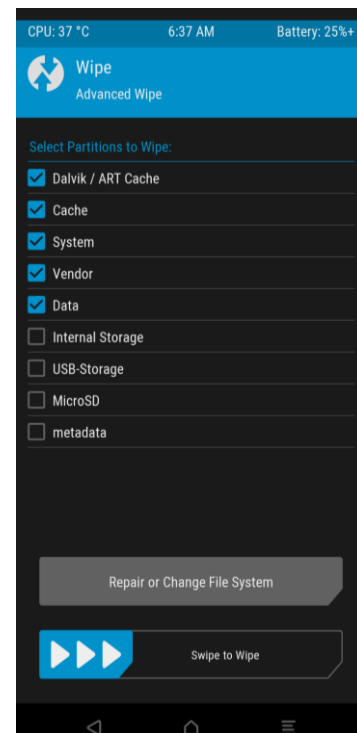 CPU: 37 °C 6:37 AM Battery: 25%+
Wipe
Advanced Wipe
Select Partitions to Wipe:
Dalvik / ART Cache
Cache
System
Vendor
Data
Internal Storage
USB-Storage
MicroSD
metadata
Repair or Change File System
Swipe to Wipe